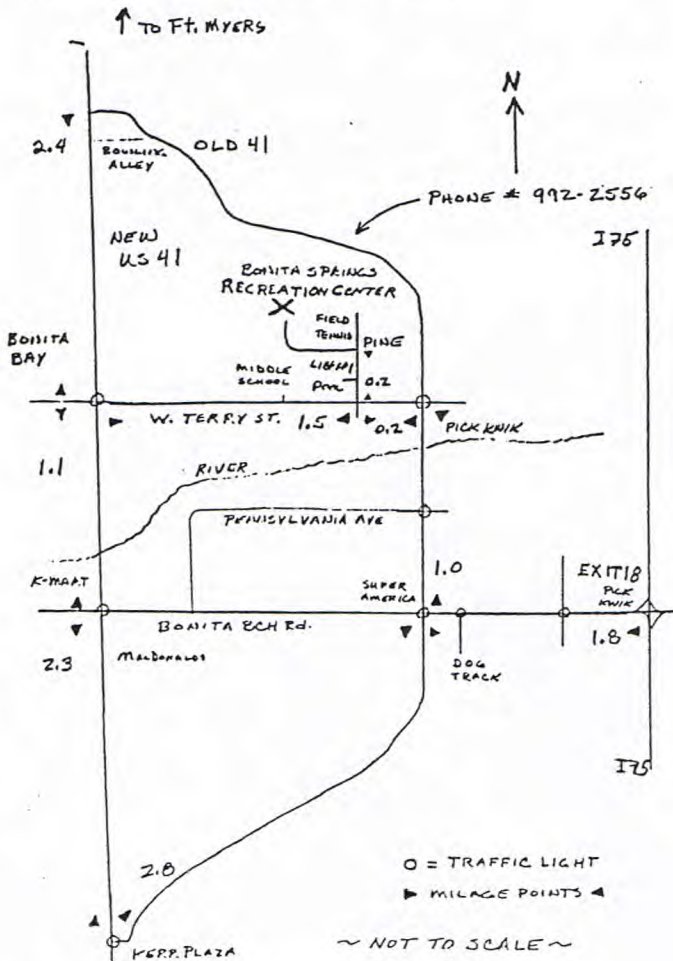 TO Ft. MYERS
N
2.4
BOWLING
ALLEY
OLD 41
PHONE # 992-2556
NEW
US 41
I75
BONITA SPRINGS
RECREATION CENTER
X
FIELD
TENNIS
PINE
BONITA
BAY
MIDDLE
SCHOOL
0.2
W. TERRY ST.
1.5
0.2
PICK KWIK
1.1
RIVER
PENNSYLVANIA AVE
K-MART
SUPER
AMERICA
1.0
EXIT 18
PICK
KWIK
BONITA BCH Rd.
1.8
2.3
McDONALDS
DOG
TRACK
I75
2.8
O = TRAFFIC LIGHT
MILAGE POINTS
~ NOT TO SCALE ~
PLAZA